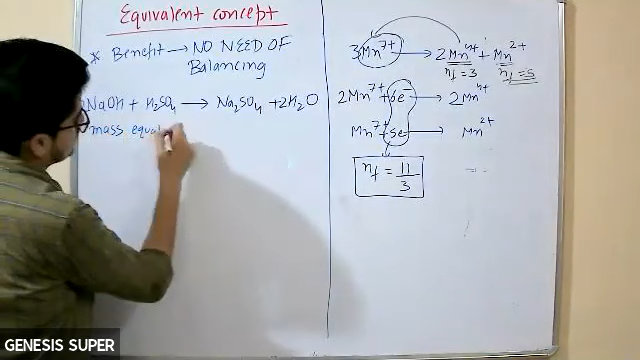 Equivalent concept
* Benefit → NO NEED OF
Balancing
NaOH + H₂SO₄ → Na₂SO₄ + 2H₂O
mass equa
3Mn⁷⁺ → 2Mn⁴⁺ + Mn²⁺
nf = 3
nf = 5
2Mn⁷⁺ + 6e⁻ → 2Mn⁴⁺
Mn⁷⁺ + 5e⁻ → Mn²⁺
nf = 11/3
GENESIS SUPER